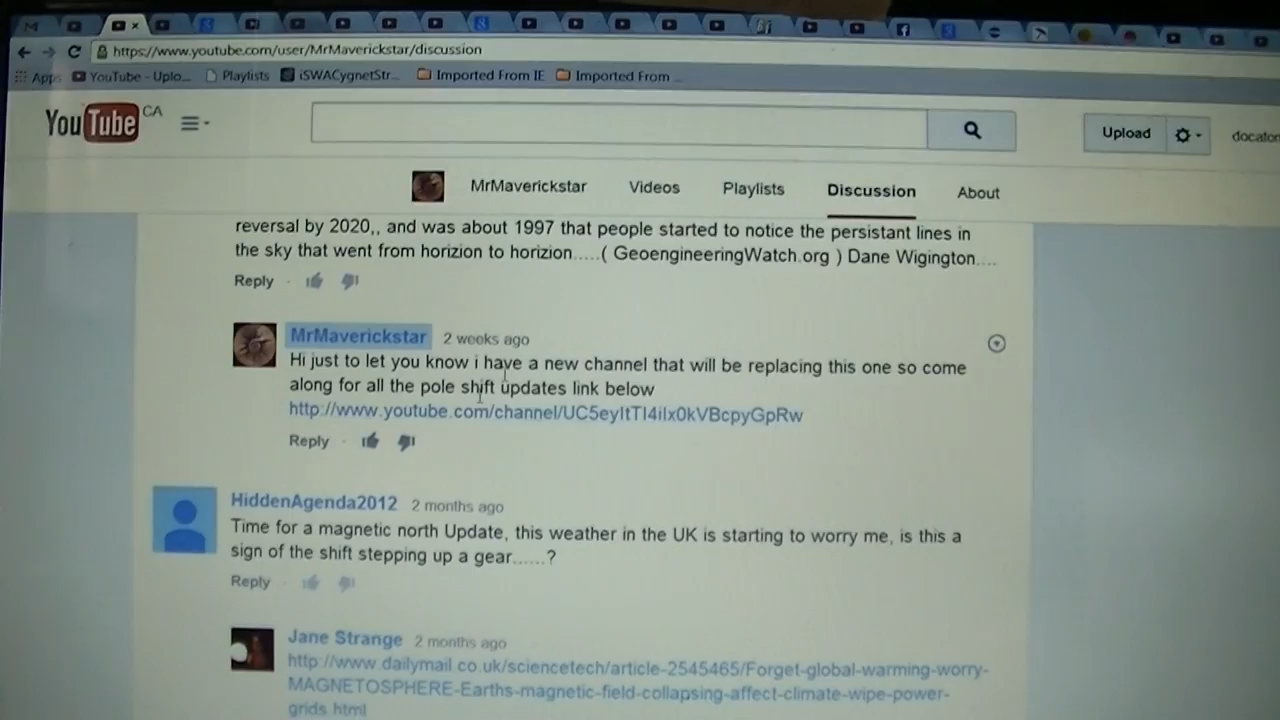 https://www.youtube.com/user/MrMaverickstar/discussion
Apps YouTube - Uplo... Playlists iSWACygnetStr... Imported From IE Imported From ...
YouTube CA
Upload
MrMaverickstar Videos Playlists Discussion About
reversal by 2020,, and was about 1997 that people started to notice the persistant lines in
the sky that went from horizion to horizion.....( GeoengineeringWatch.org ) Dane Wigington....
Reply
MrMaverickstar 2 weeks ago
Hi just to let you know i have a new channel that will be replacing this one so come
along for all the pole shift updates link below
http://www.youtube.com/channel/UC5eyItTI4iIx0kVBcpyGpRw
Reply
HiddenAgenda2012 2 months ago
Time for a magnetic north Update, this weather in the UK is starting to worry me, is this a
sign of the shift stepping up a gear......?
Reply
Jane Strange 2 months ago
http://www.dailymail.co.uk/sciencetech/article-2545465/Forget-global-warming-worry-
MAGNETOSPHERE-Earths-magnetic-field-collapsing-affect-climate-wipe-power-
grids.html